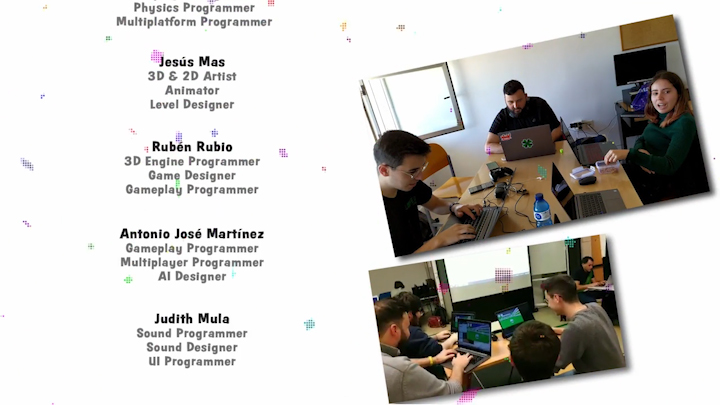 Physics Programmer
Multiplatform Programmer
Jesús Mas
3D & 2D Artist
Animator
Level Designer
Rubén Rubio
3D Engine Programmer
Game Designer
Gameplay Programmer
Antonio José Martínez
Gameplay Programmer
Multiplayer Programmer
AI Designer
Judith Mula
Sound Programmer
Sound Designer
UI Programmer